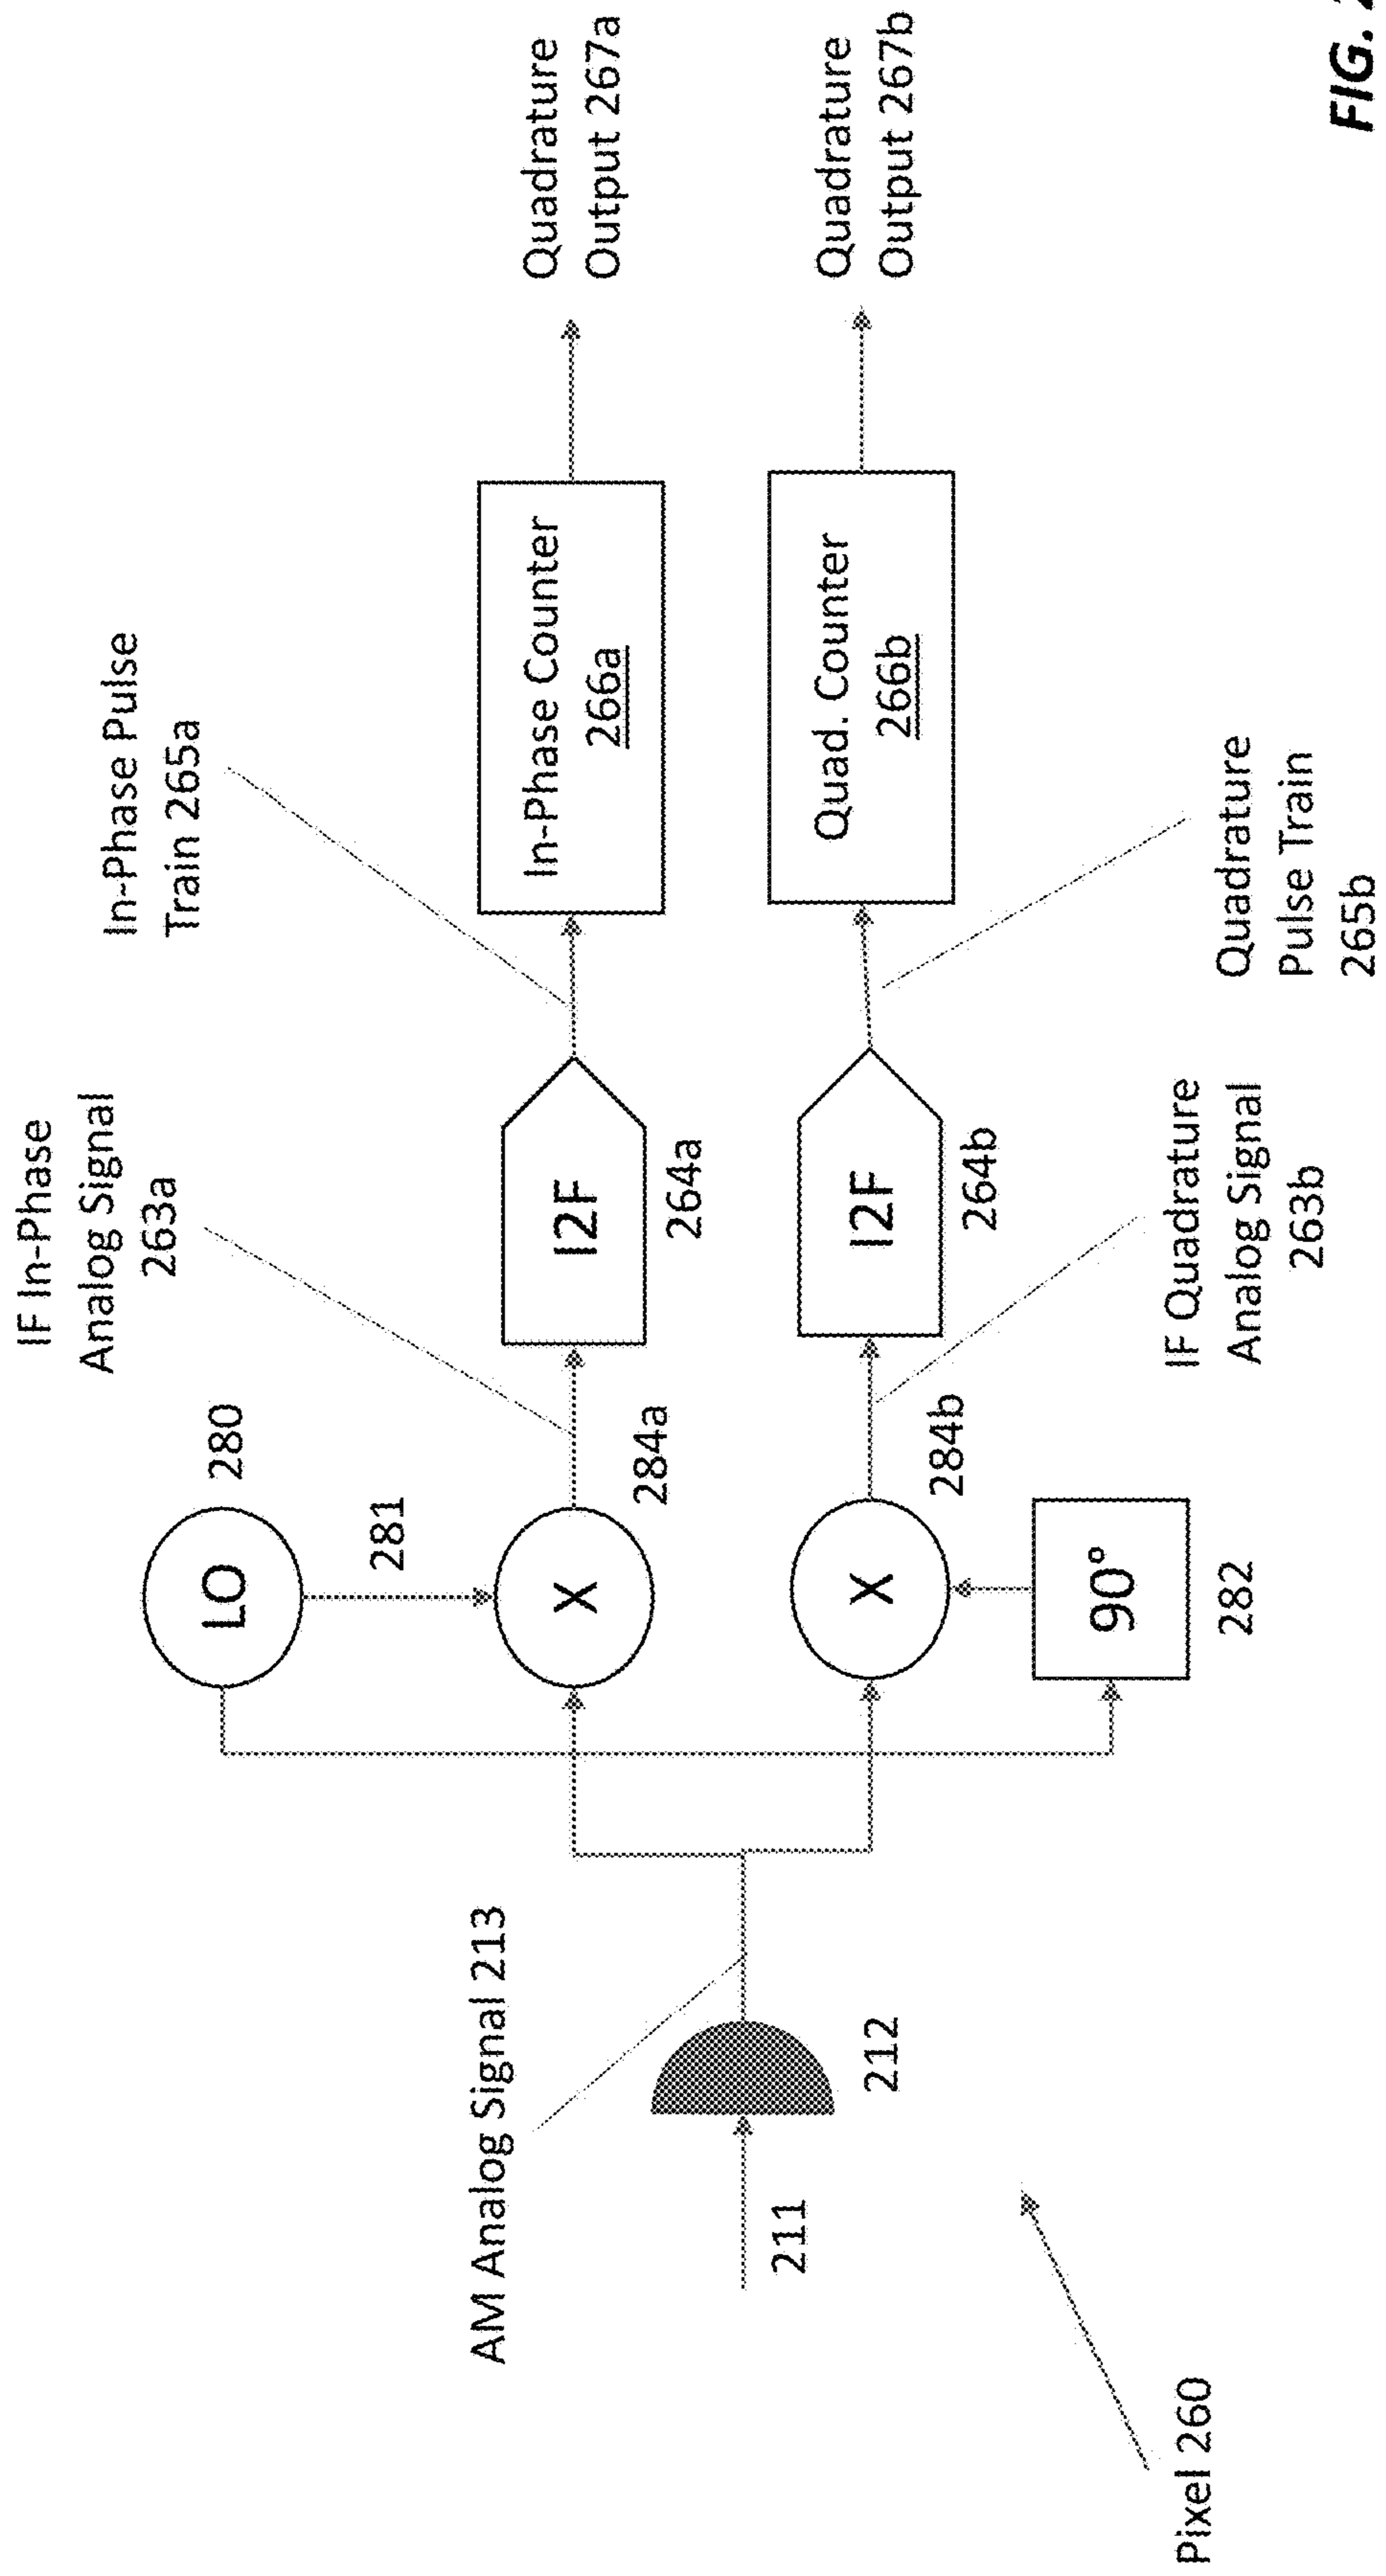 IF In-Phase
Analog Signal
263a
In-Phase Pulse
Train 265a
LO
280
281
AM Analog Signal 213
X
284a
I2F
264a
In-Phase Counter
266a
Quadrature
Output 267a
211
212
X
284b
I2F
264b
Quad. Counter
266b
Quadrature
Output 267b
90°
282
IF Quadrature
Analog Signal
263b
Quadrature
Pulse Train
265b
Pixel 260
FIG.